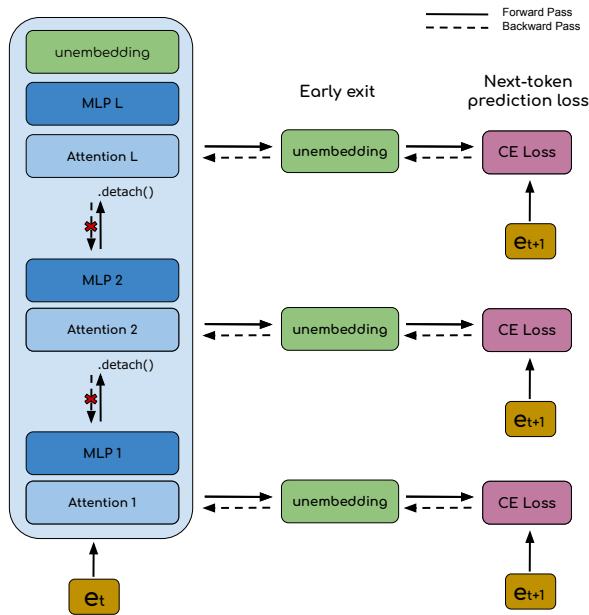 Forward Pass
Backward Pass
unembedding
MLP L
Attention L
.detach()
MLP 2
Attention 2
.detach()
MLP 1
Attention 1
et
Early exit
unembedding
unembedding
unembedding
Next-token
prediction loss
CE Loss
et+1
CE Loss
et+1
CE Loss
et+1